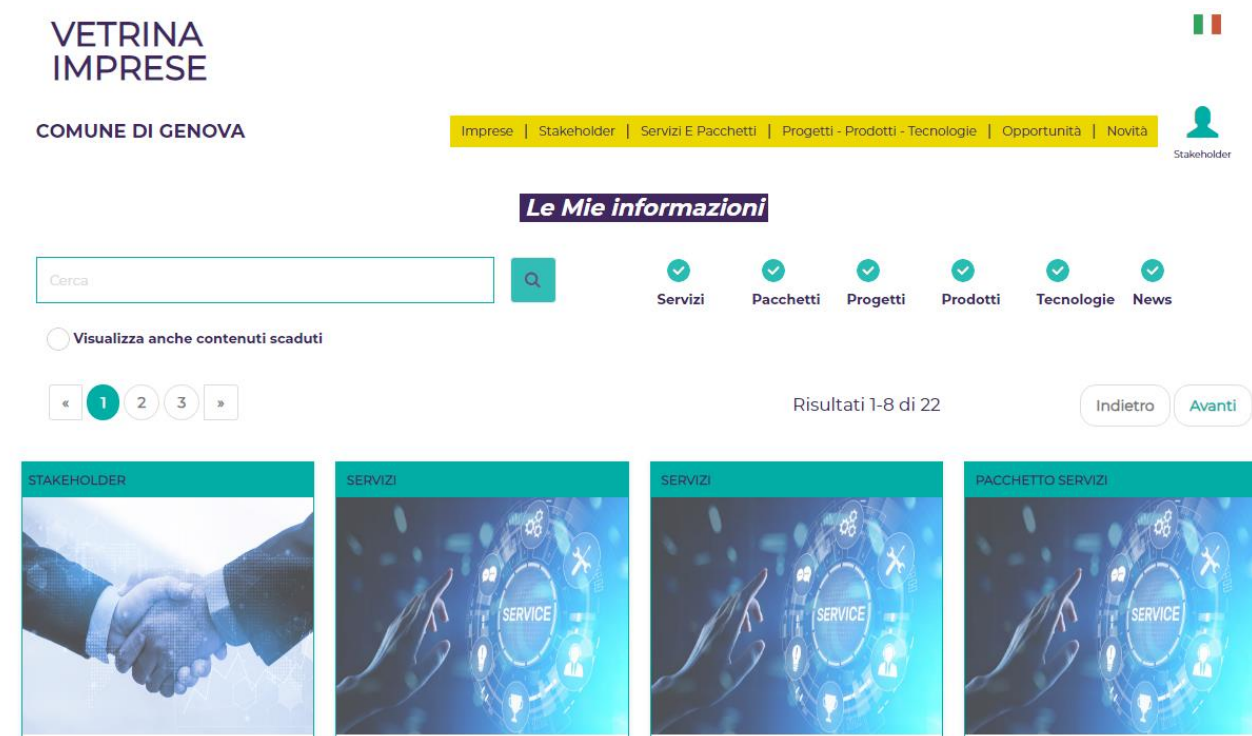 VETRINA
IMPRESE
COMUNE DI GENOVA
Imprese | Stakeholder | Servizi E Pacchetti | Progetti - Prodotti - Tecnologie | Opportunità | Novità
Stakeholder
Le Mie informazioni
Cerca
Servizi Pacchetti Progetti Prodotti Tecnologie News
Visualizza anche contenuti scaduti
« 1 2 3 » Risultati 1-8 di 22 Indietro Avanti
STAKEHOLDER SERVIZI SERVIZI PACCHETTO SERVIZI
SERVICE SERVICE SERVICE